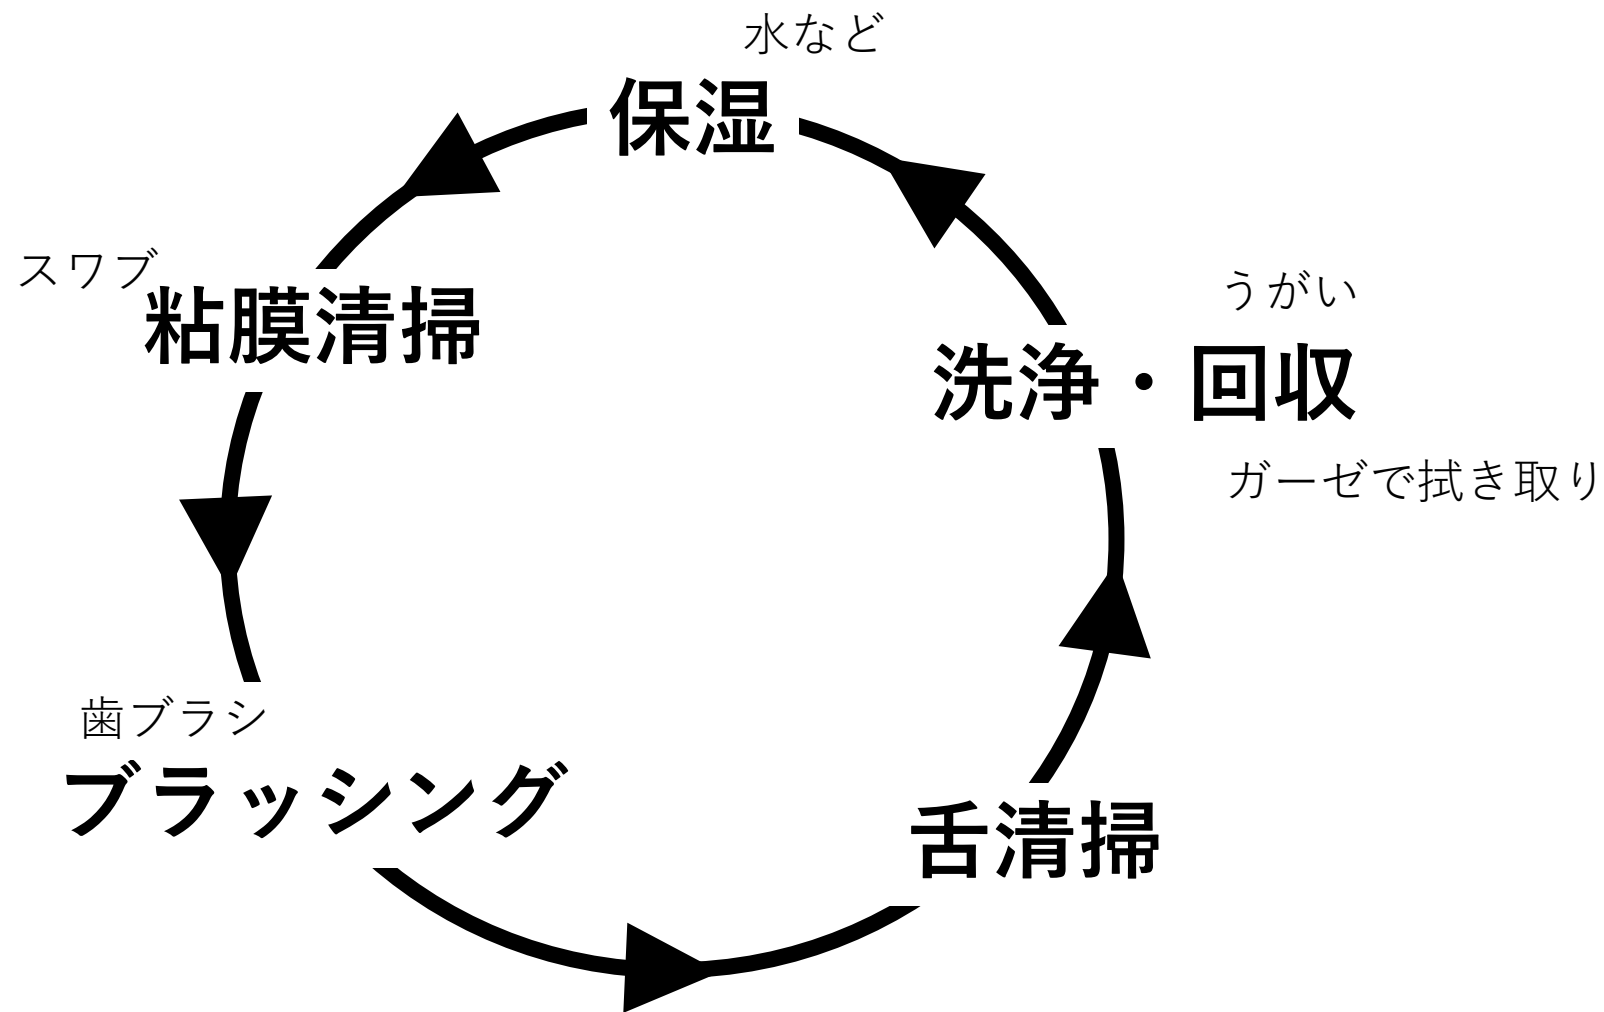 水など
保湿
スワブ
粘膜清掃
うがい
洗浄・回収
ガーゼで拭き取り
歯ブラシ
ブラッシング
舌清掃